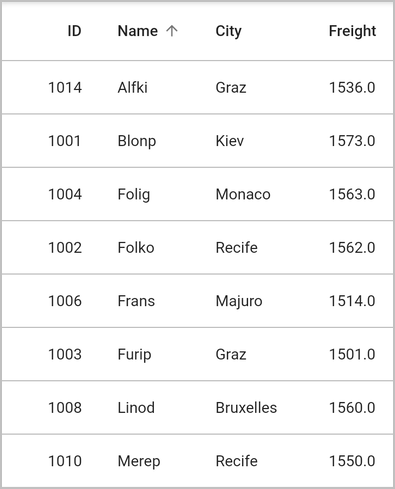 ID Name ↑ City Freight
1014 Alfki Graz 1536.0
1001 Blonp Kiev 1573.0
1004 Folig Monaco 1563.0
1002 Folko Recife 1562.0
1006 Frans Majuro 1514.0
1003 Furip Graz 1501.0
1008 Linod Bruxelles 1560.0
1010 Merep Recife 1550.0